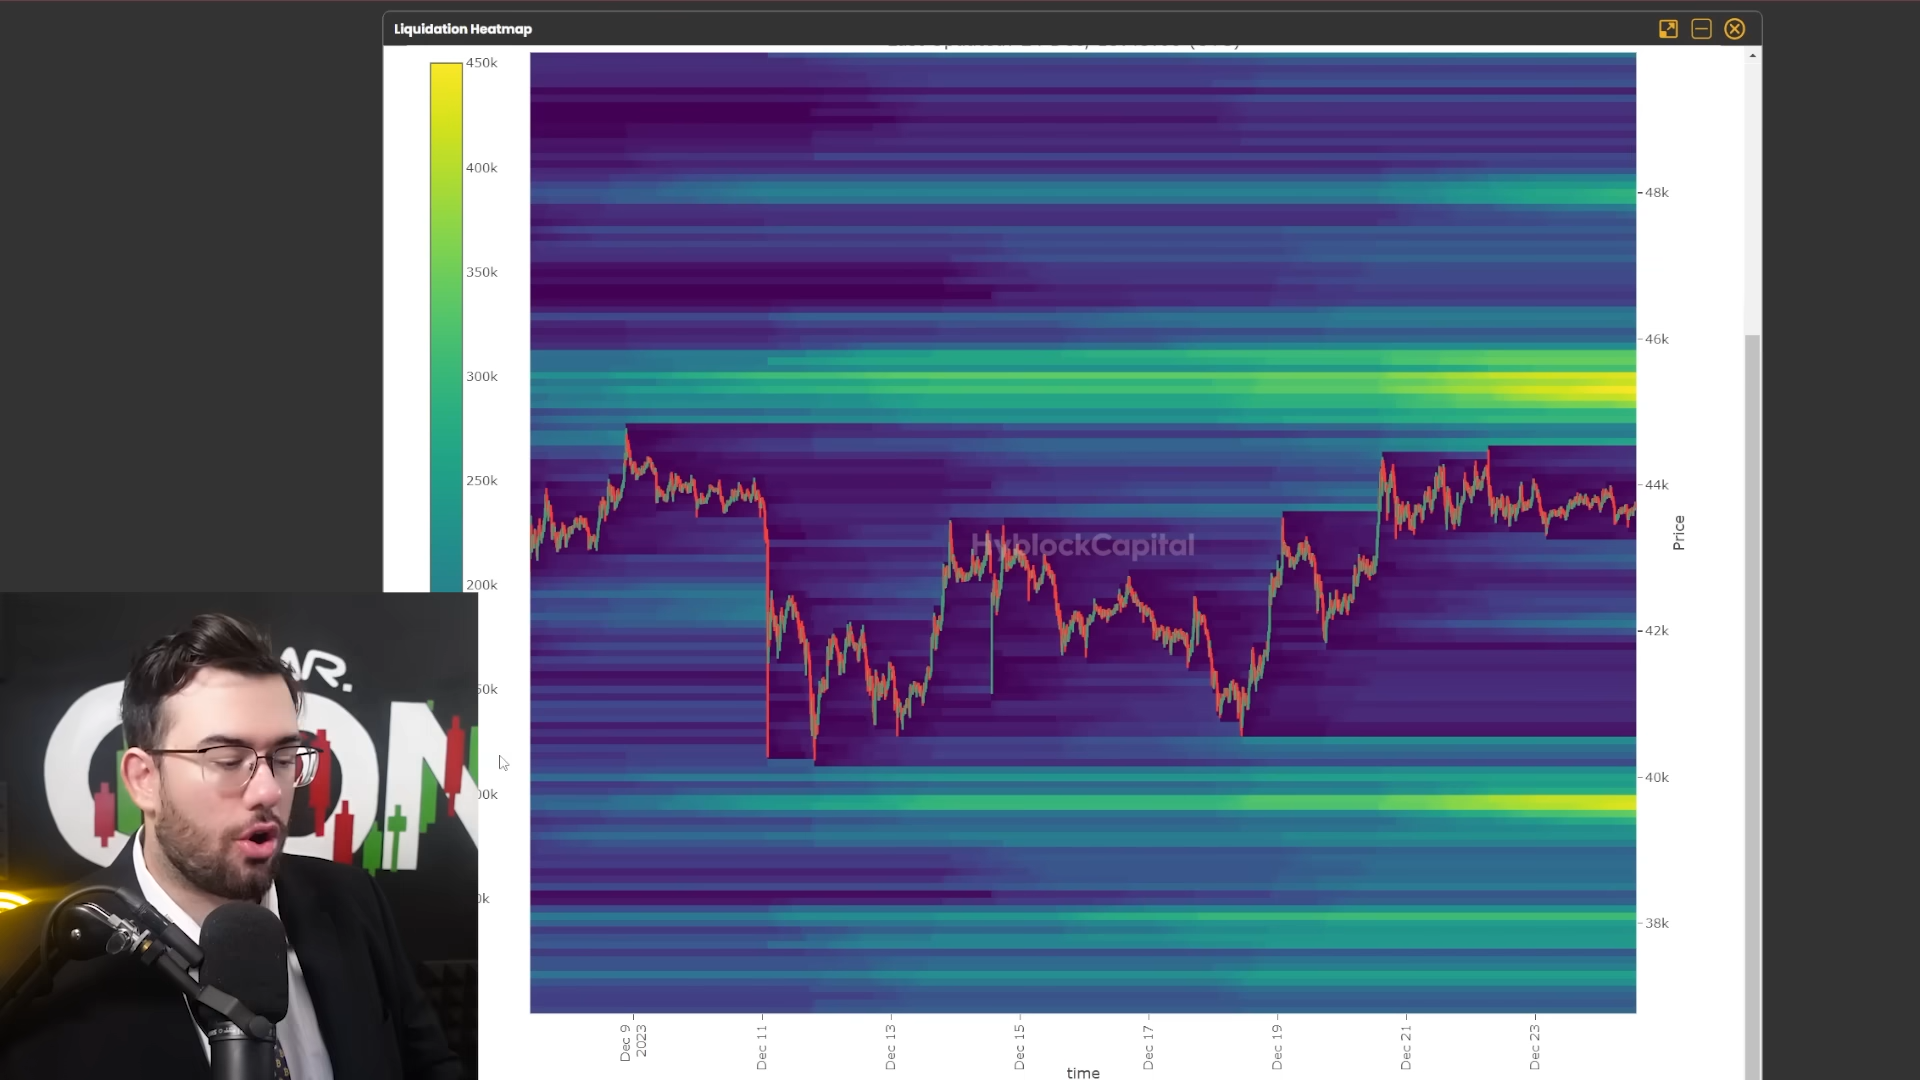 Liquidation Heatmap
450k
400k
350k
300k
250k
200k
48k
46k
44k
42k
40k
38k
Price
HyblockCapital
Dec 9
2023
Dec 11
Dec 13
Dec 15
Dec 17
Dec 19
Dec 21
Dec 23
time